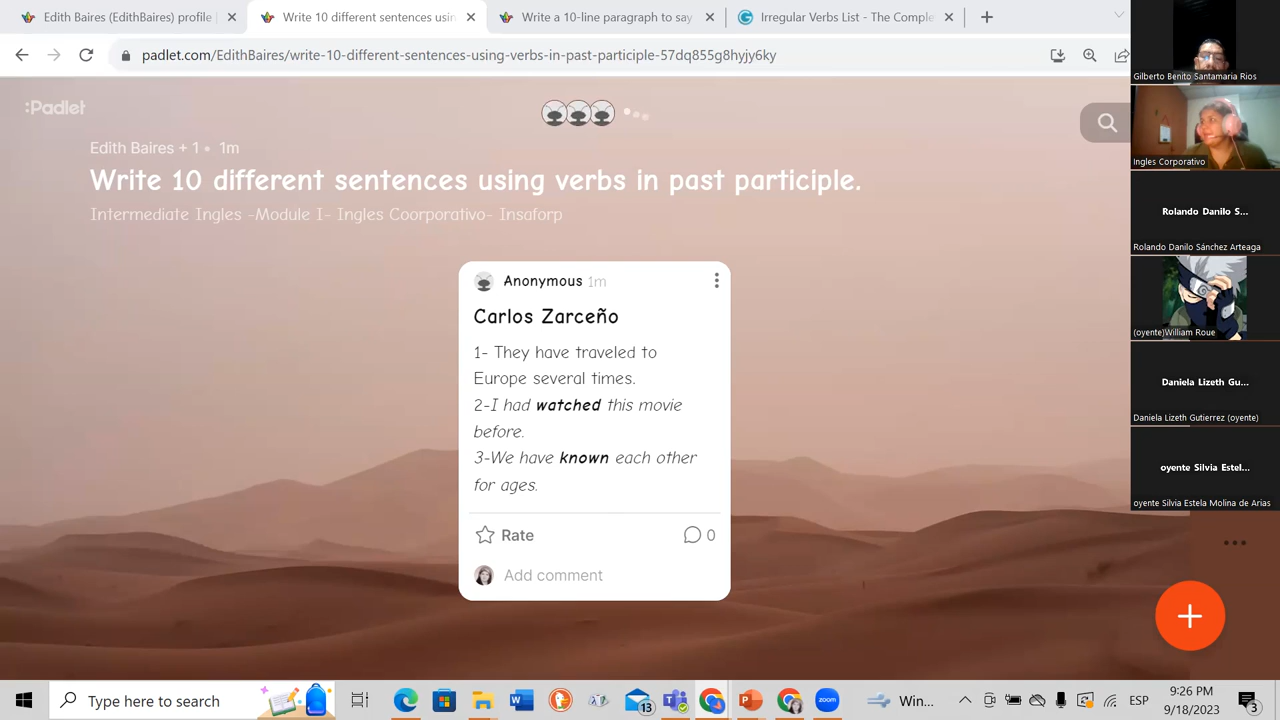 Edith Baires (EdithBaires) profile
Write 10 different sentences usin
Write a 10-line paragraph to say
Irregular Verbs List - The Comple
padlet.com/EdithBaires/write-10-different-sentences-using-verbs-in-past-participle-57dq855g8hyjy6ky
:Padlet
Edith Baires + 1 • 1m
Write 10 different sentences using verbs in past participle.
Intermediate Ingles -Module I- Ingles Coorporativo- Insaforp
Anonymous 1m
Carlos Zarceño
1- They have traveled to
Europe several times.
2-I had watched this movie
before.
3-We have known each other
for ages.
Rate 0
Add comment
Gilberto Benito Santamaria Rios
Ingles Corporativo
Rolando Danilo S...
Rolando Danilo Sánchez Arteaga
(oyente)William Roue
Daniela Lizeth Gu...
Daniela Lizeth Gutierrez (oyente)
oyente Silvia Estel...
oyente Silvia Estela Molina de Arias
Type here to search
13
zoom
Win...
ESP
9:26 PM
9/18/2023
3